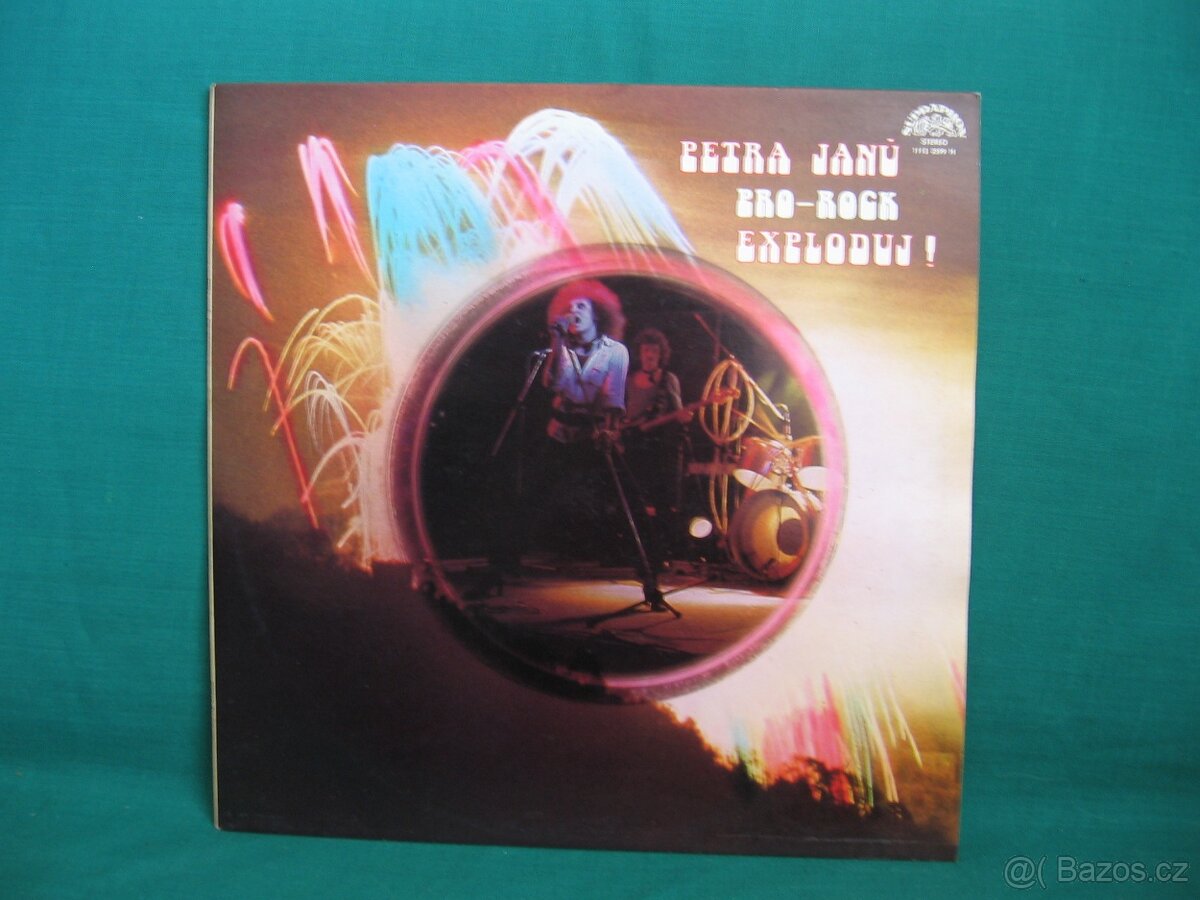 SUPRAPHON
STEREO
PETRA JANŮ
PRO-ROCK
EXPLODUJ!
@( Bazos.cz